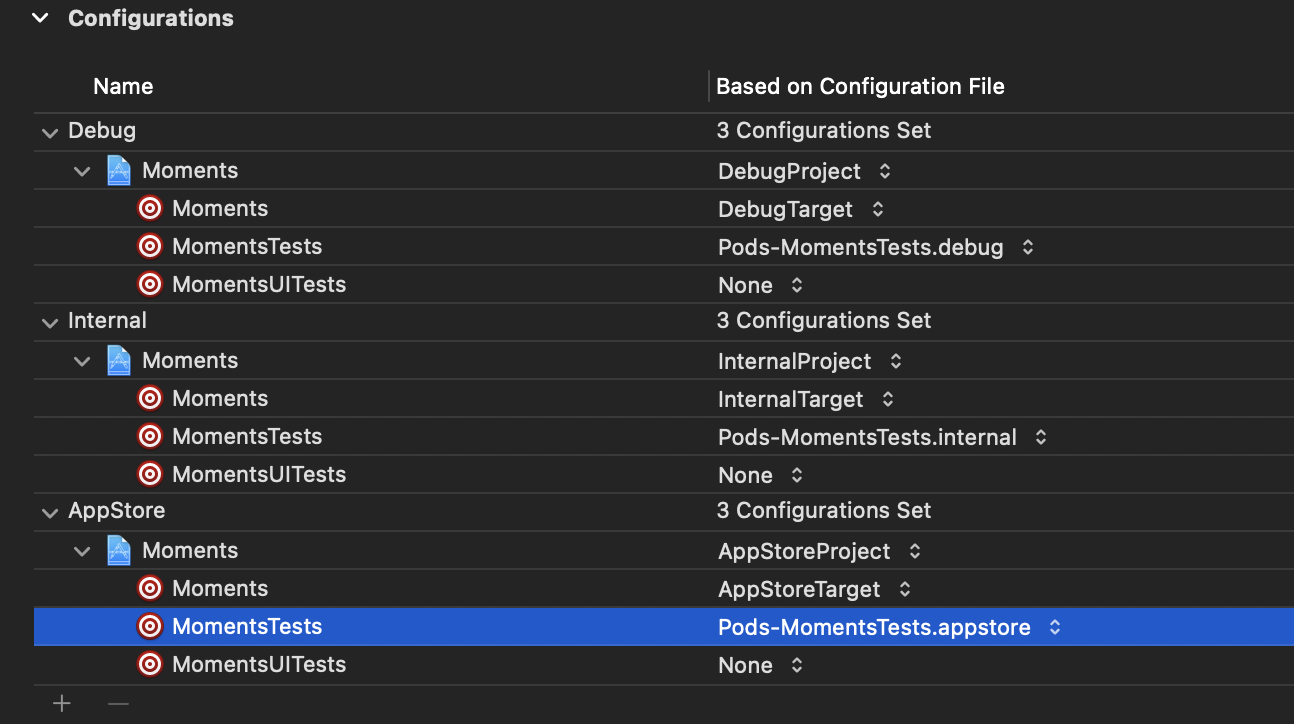 Configurations
Name Based on Configuration File
Debug 3 Configurations Set
Moments DebugProject
Moments DebugTarget
MomentsTests Pods-MomentsTests.debug
MomentsUITests None
Internal 3 Configurations Set
Moments InternalProject
Moments InternalTarget
MomentsTests Pods-MomentsTests.internal
MomentsUITests None
AppStore 3 Configurations Set
Moments AppStoreProject
Moments AppStoreTarget
MomentsTests Pods-MomentsTests.appstore
MomentsUITests None